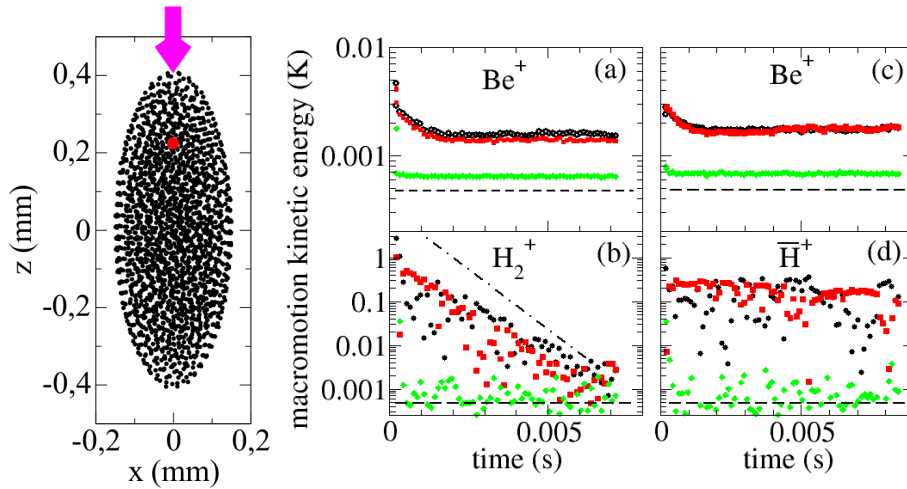 0,4
0,2
0
-0,2
-0,4
z (mm)
-0,2 0 0,2
x (mm)
macromotion kinetic energy (K)
0.01
0.001
Be+ (a)
Be+ (c)
1
0.1
0.01
0.001
H2+ (b)
H̅+ (d)
0 0.005
time (s)
0 0.005
time (s)